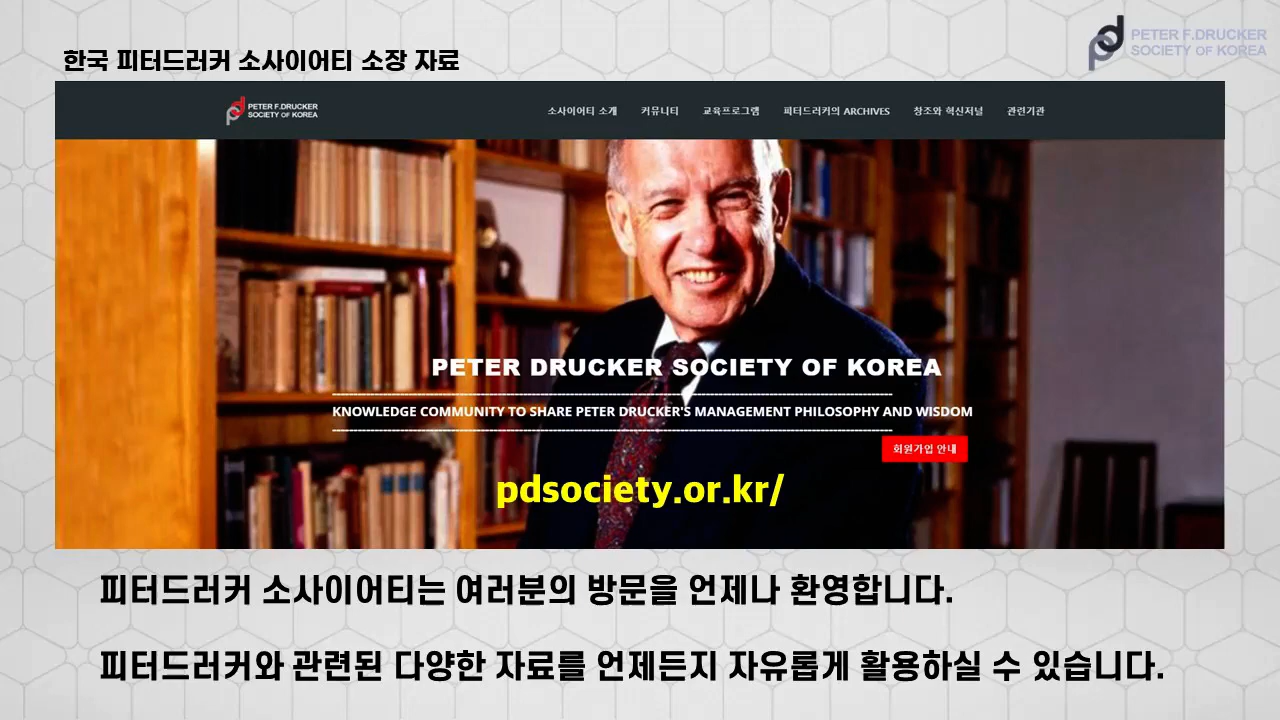 한국 피터드러커 소사이어티 소장 자료
PETER F.DRUCKER
SOCIETY OF KOREA
PETER F.DRUCKER
SOCIETY OF KOREA
소사이어티 소개 커뮤니티 교육프로그램 피터드러커의 ARCHIVES 창조와 혁신저널 관련기관
PETER DRUCKER SOCIETY OF KOREA
KNOWLEDGE COMMUNITY TO SHARE PETER DRUCKER'S MANAGEMENT PHILOSOPHY AND WISDOM
회원가입 안내
pdsociety.or.kr/
피터드러커 소사이어티는 여러분의 방문을 언제나 환영합니다.
피터드러커와 관련된 다양한 자료를 언제든지 자유롭게 활용하실 수 있습니다.